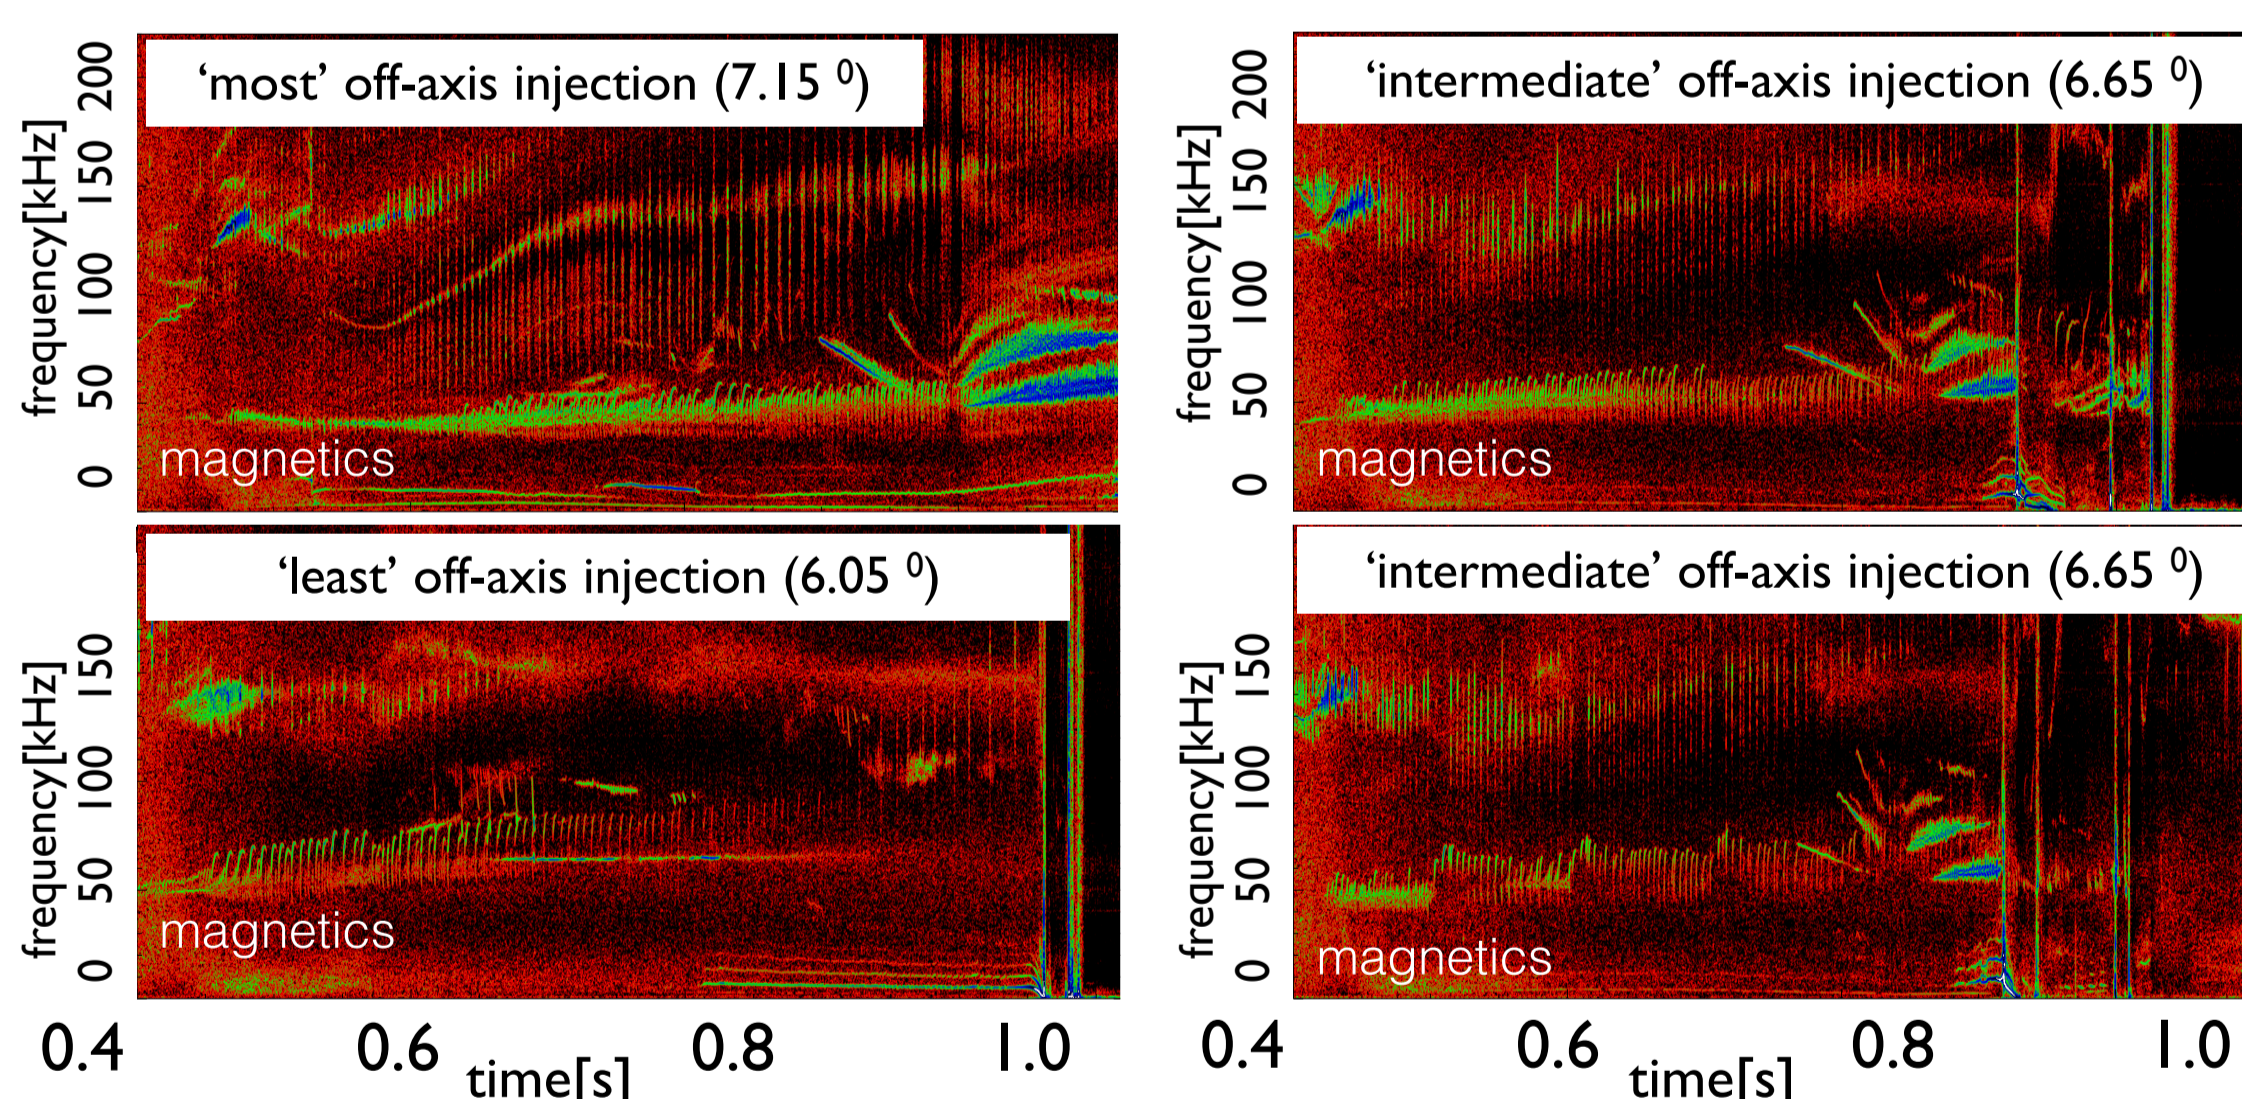 ‘most’ off-axis injection (7.15 ⁰)
frequency[kHz]
200
150
100
50
0
magnetics
‘intermediate’ off-axis injection (6.65 ⁰)
frequency[kHz]
200
150
100
50
0
magnetics
‘least’ off-axis injection (6.05 ⁰)
frequency[kHz]
150
100
50
0
magnetics
0.4 0.6 0.8 1.0
time[s]
‘intermediate’ off-axis injection (6.65 ⁰)
frequency[kHz]
150
100
50
0
magnetics
0.4 0.6 0.8 1.0
time[s]